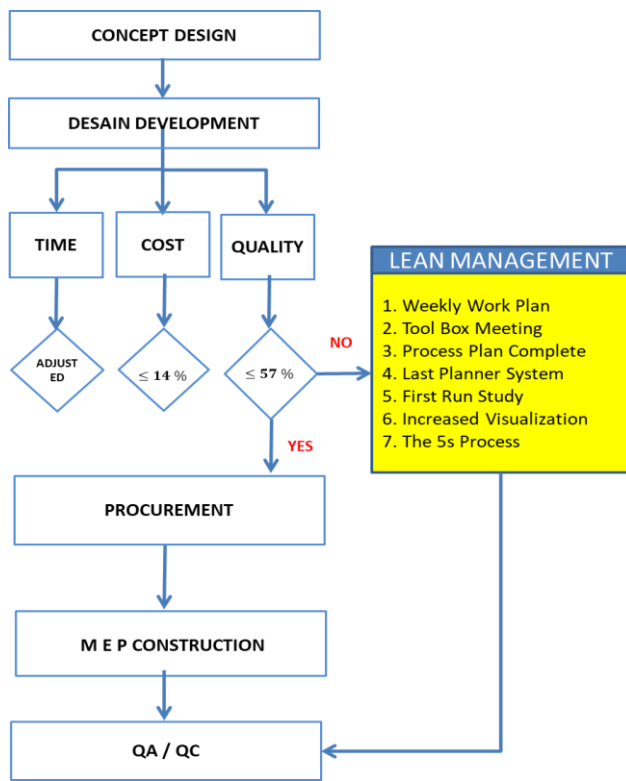 CONCEPT DESIGN
DESAIN DEVELOPMENT
TIME
COST
QUALITY
ADJUST
ED
≤ 14 %
≤ 57 %
NO
YES
LEAN MANAGEMENT
1. Weekly Work Plan
2. Tool Box Meeting
3. Process Plan Complete
4. Last Planner System
5. First Run Study
6. Increased Visualization
7. The 5s Process
PROCUREMENT
M E P CONSTRUCTION
QA / QC